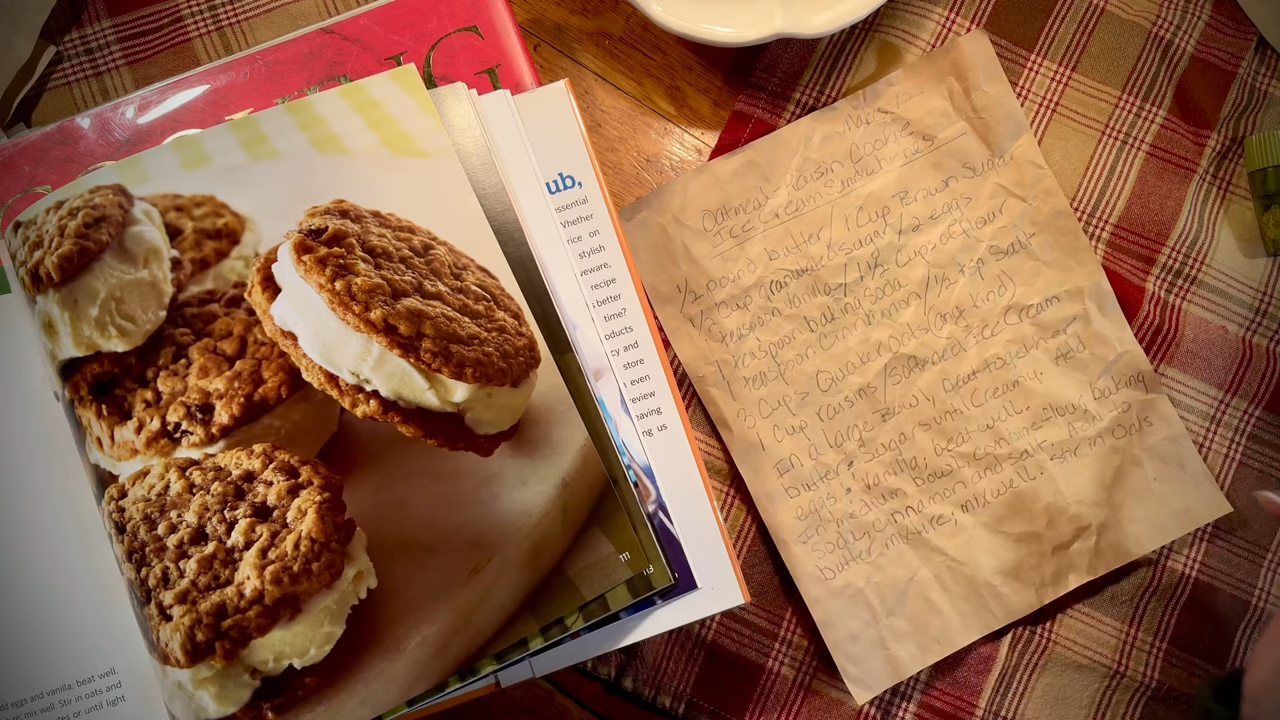 ub,
essential
Whether
rice on
stylish
veware,
recipe
better
time?
oducts
cy and
store
even
review
eaving
ng us
111
113
dd eggs and vanilla; beat well.
mix well. Stir in oats and
es or until light
Makes 12
Oatmeal-Raisin Cookie
Ice Cream Sandwiches
1/2 pound butter/1 Cup Brown Sugar
1/2 Cup granulated sugar/2 eggs
1 teaspoon vanilla/1 1/2 Cups of flour
1 teaspoon baking soda
1 teaspoon Cinnamon/1/2 tsp Salt
3 Cups Quaker Oats (any kind)
1 Cup raisins/Softened Ice Cream
In a large Bowl, beat together
butter & Sugars until Creamy. Add
eggs & vanilla; beat well.
In medium bowl, combine flour, baking
soda, cinnamon and salt. Add to
butter mixture; mix well. Stir in Oats